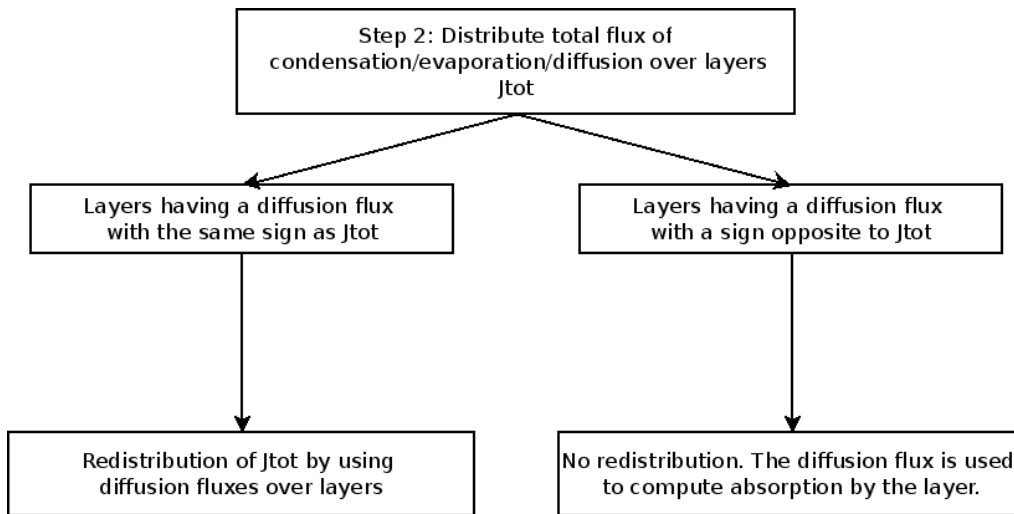 Step 2: Distribute total flux of
condensation/evaporation/diffusion over layers
Jtot
Layers having a diffusion flux
with the same sign as Jtot
Layers having a diffusion flux
with a sign opposite to Jtot
Redistribution of Jtot by using
diffusion fluxes over layers
No redistribution. The diffusion flux is used
to compute absorption by the layer.